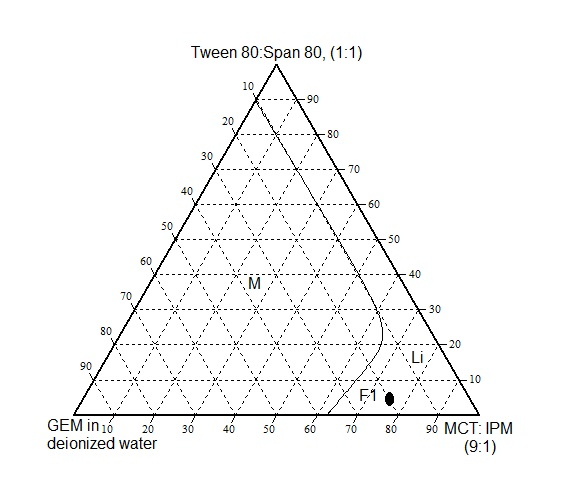 Tween 80:Span 80, (1:1)
10 90
20 80
30 70
40 60
50 50
60 40
M
70 30
80 20
Li
90 10
F1
GEM in 10 20 30 40 50 60 70 80 90 MCT: IPM
deionized water (9:1)